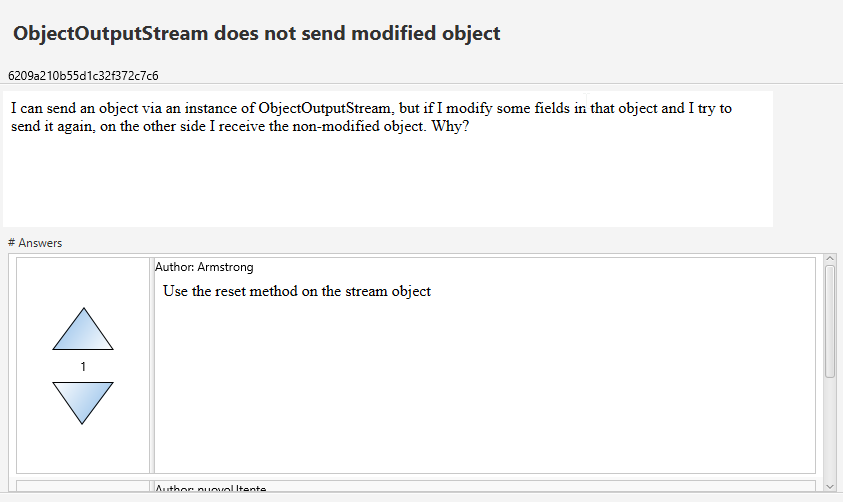 ObjectOutputStream does not send modified object
6209a210b55d1c32f372c7c6
I can send an object via an instance of ObjectOutputStream, but if I modify some fields in that object and I try to
send it again, on the other side I receive the non-modified object. Why?
# Answers
Author: Armstrong
Use the reset method on the stream object
1
Author: nuovoUtente